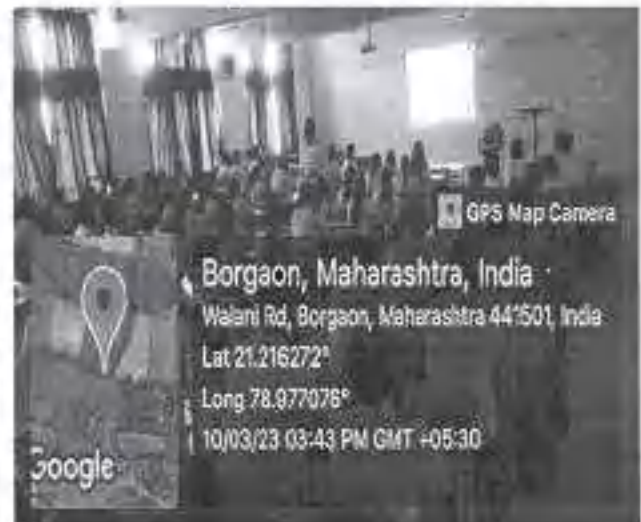 GPS Map Camera
Borgaon, Maharashtra, India
Walani Rd, Borgaon, Maharashtra 441501, India
Lat 21.216272°
Long 78.977076°
10/03/23 03:43 PM GMT +05:30
Google